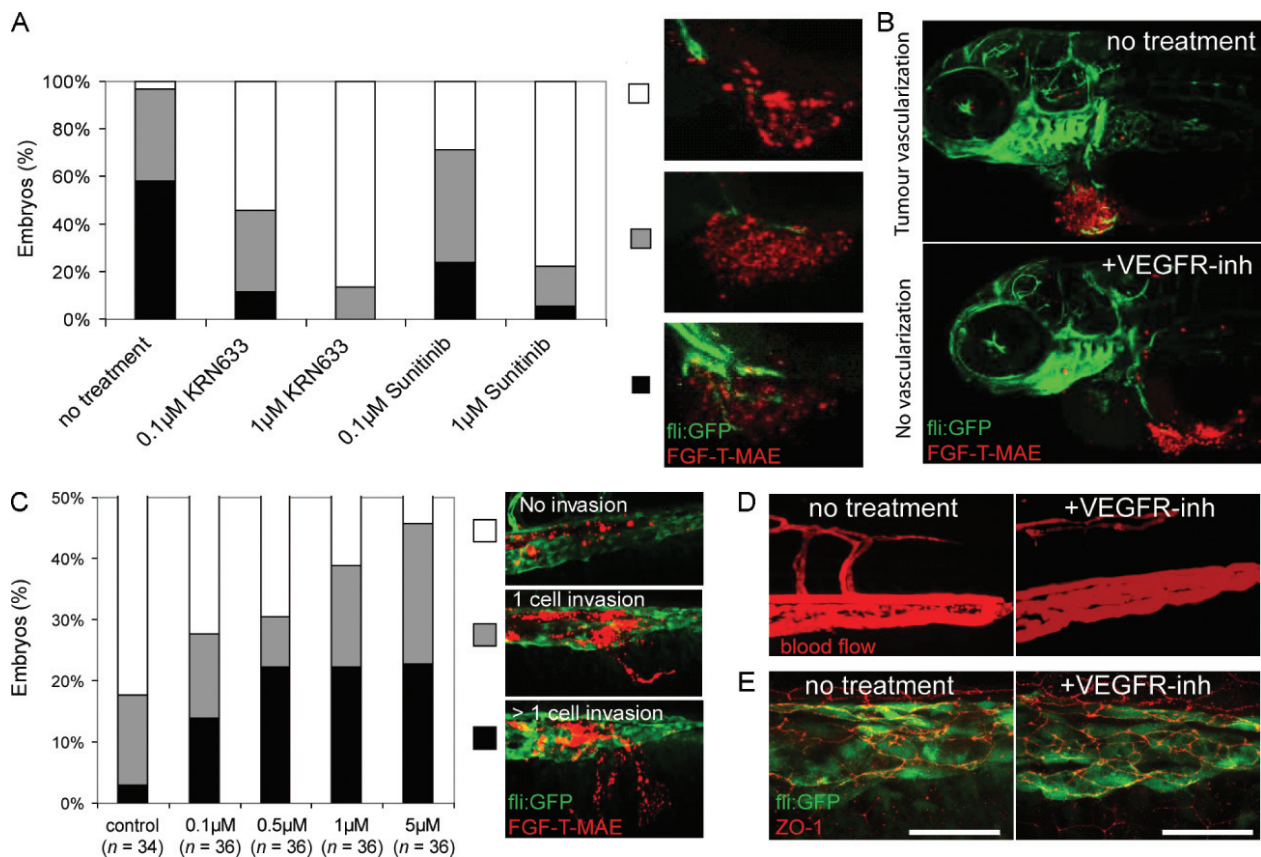 A
100%
80%
60%
40%
20%
0%
Embryos (%)
no treatment
0.1µM KRN633
1µM KRN633
0.1µM Sunitinib
1µM Sunitinib
fli:GFP
FGF-T-MAE
B
Tumour vascularization
no treatment
No vascularization
+VEGFR-inh
fli:GFP
FGF-T-MAE
C
50%
40%
30%
20%
10%
0%
Embryos (%)
control
(n = 34)
0.1µM
(n = 36)
0.5µM
(n = 36)
1µM
(n = 36)
5µM
(n = 36)
No invasion
1 cell invasion
> 1 cell invasion
fli:GFP
FGF-T-MAE
D
no treatment
+VEGFR-inh
blood flow
E
no treatment
+VEGFR-inh
fli:GFP
ZO-1